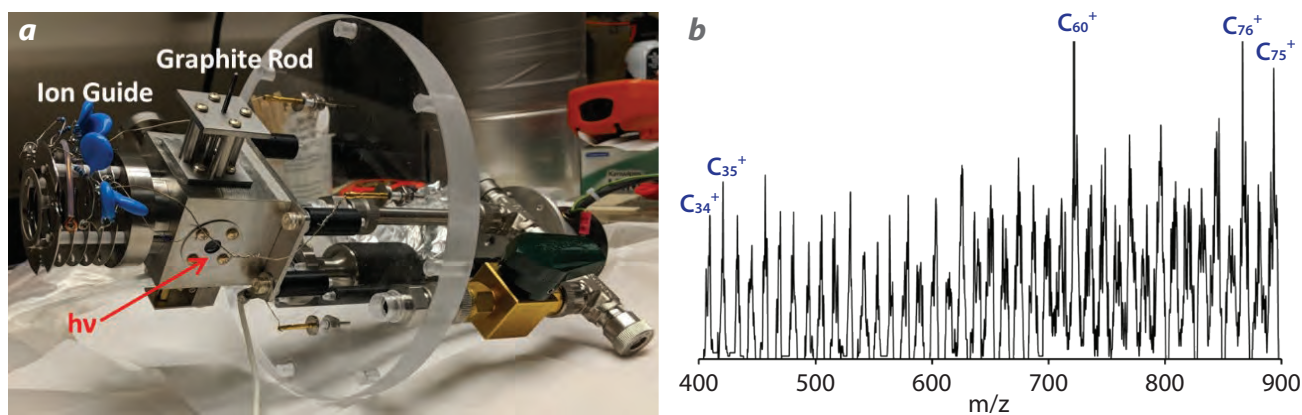 a
Graphite Rod
Ion Guide
hν
b
C₆₀⁺
C₇₆⁺
C₇₅⁺
C₃₅⁺
C₃₄⁺
400 500 600 700 800 900
m/z